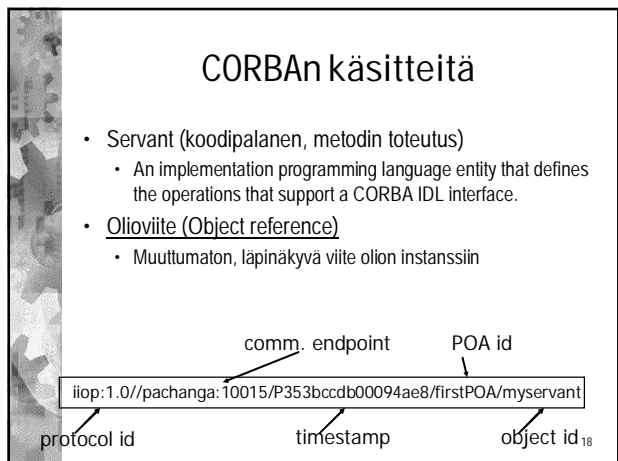 CORBAn käsitteitä
• Servant (koodipalanen, metodin toteutus)
• An implementation programming language entity that defines
the operations that support a CORBA IDL interface.
• Olioviite (Object reference)
• Muuttumaton, läpinäkyvä viite olion instanssiin
comm. endpoint POA id
iiop:1.0//pachanga:10015/P353bccdb00094ae8/firstPOA/myservant
protocol id timestamp object id 18